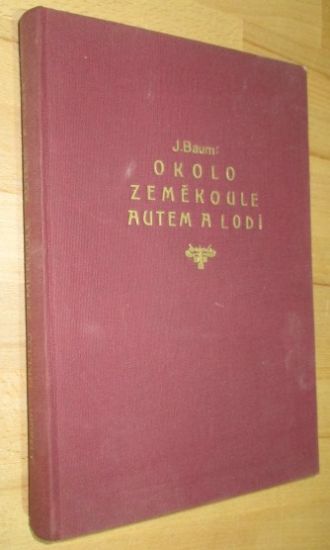 J. Baum:
OKOLO
ZEMĚKOULE
AUTEM A LODÍ